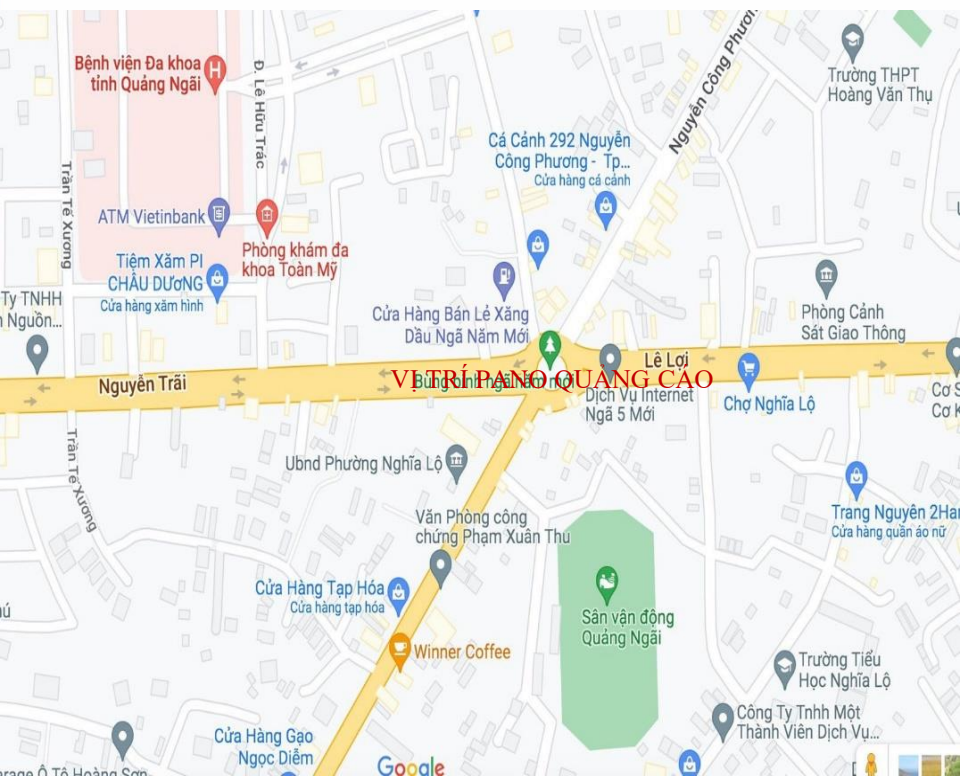 Nguyễn Công Phương
Trường THPT
Hoàng Văn Thụ
Bệnh viện Đa khoa
tỉnh Quảng Ngãi
H
Đ. Lê Hữu Trác
Cá Cảnh 292 Nguyễn
Công Phương - Tp...
Cửa hàng cá cảnh
Trần Tế Xương
ATM Vietinbank
Phòng khám đa
khoa Toàn Mỹ
Tiệm Xăm PI
CHÂU DƯơNG
Cửa hàng xăm hình
Ty TNHH
Nguồn...
Cửa Hàng Bán Lẻ Xăng
Dầu Ngã Năm Mới
Phòng Cảnh
Sát Giao Thông
Lê Lợi
Nguyễn Trãi
VỊ TRÍ PANO QUẢNG CÁO
Dịch Vụ Internet
Ngã 5 Mới
Chợ Nghĩa Lộ
Cơ
Cơ
Trần Tế Xương
Ubnd Phường Nghĩa Lộ
Trang Nguyên 2Han
Cửa hàng quần áo nữ
Văn Phòng công
chứng Phạm Xuân Thu
Cửa Hàng Tạp Hóa
Cửa hàng tạp hóa
Sân vận động
Quảng Ngãi
Winner Coffee
Trường Tiểu
Học Nghĩa Lộ
Công Ty Tnhh Một
Thành Viên Dịch Vụ...
Cửa Hàng Gạo
Ngọc Diễm
Ô Tô Hoàng Sơn
Google